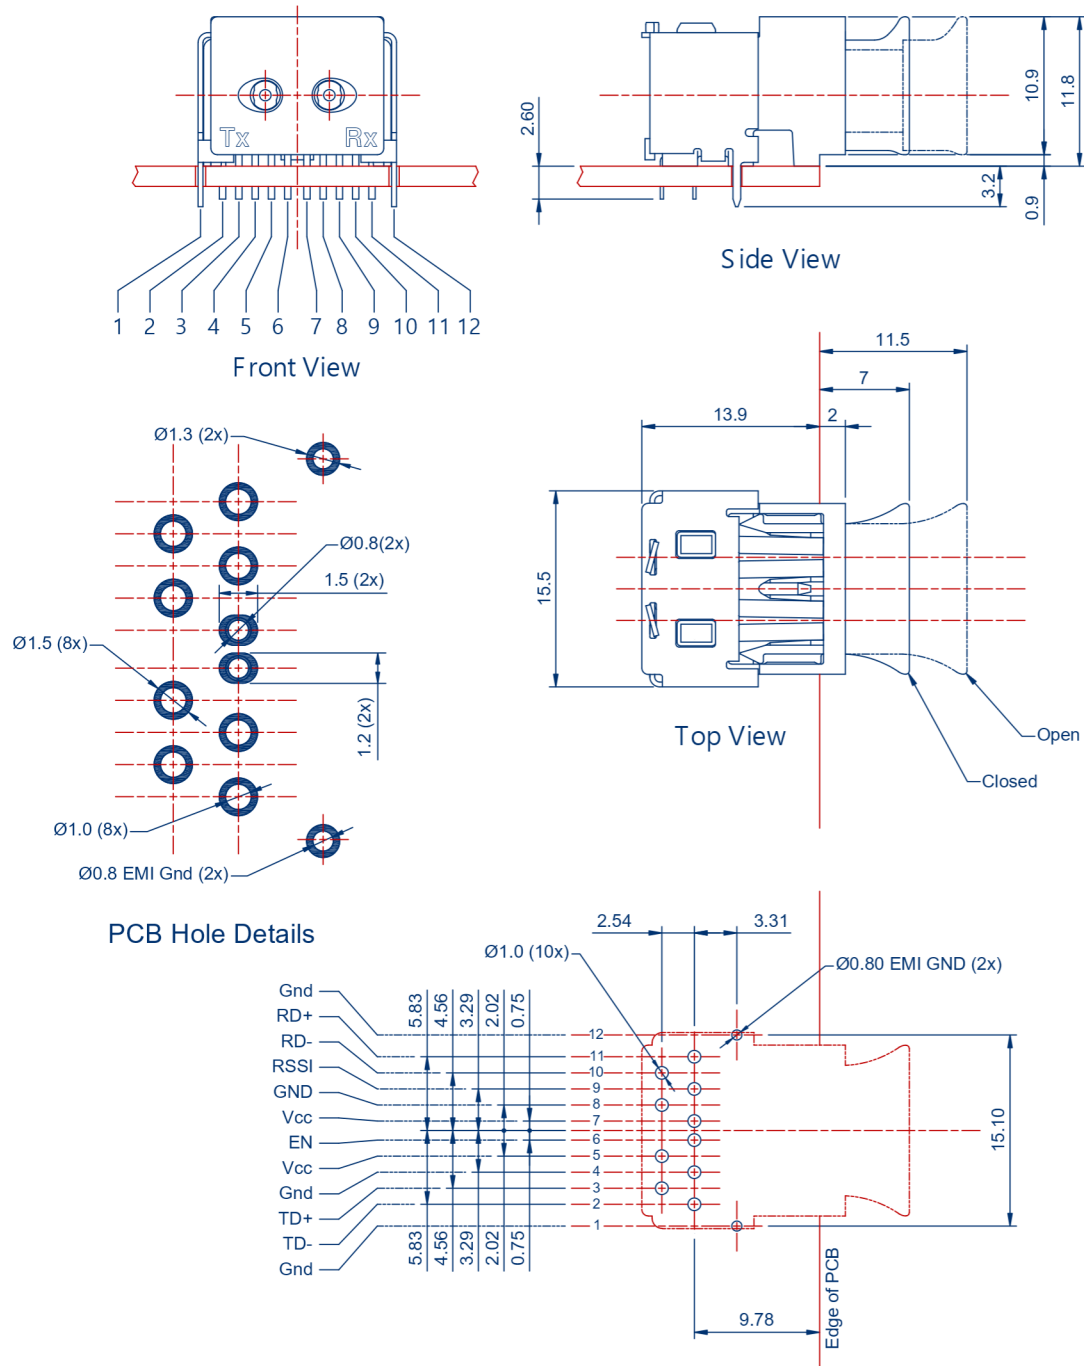 Tx Rx
1 2 3 4 5 6 7 8 9 10 11 12
Front View
2.60
10.9
11.8
3.2
0.9
Side View
11.5
7
13.9
2
15.5
Top View
Open
Closed
Ø1.3 (2x)
Ø0.8(2x)
1.5 (2x)
Ø1.5 (8x)
1.2 (2x)
Ø1.0 (8x)
Ø0.8 EMI Gnd (2x)
PCB Hole Details
2.54
3.31
Ø1.0 (10x)
Ø0.80 EMI GND (2x)
Gnd
RD+
RD-
RSSI
GND
Vcc
EN
Vcc
Gnd
TD+
TD-
Gnd
5.83 4.56 3.29 2.02 0.75
12
11
10
9
8
7
6
5
4
3
2
1
5.83 4.56 3.29 2.02 0.75
15.10
9.78
Edge of PCB